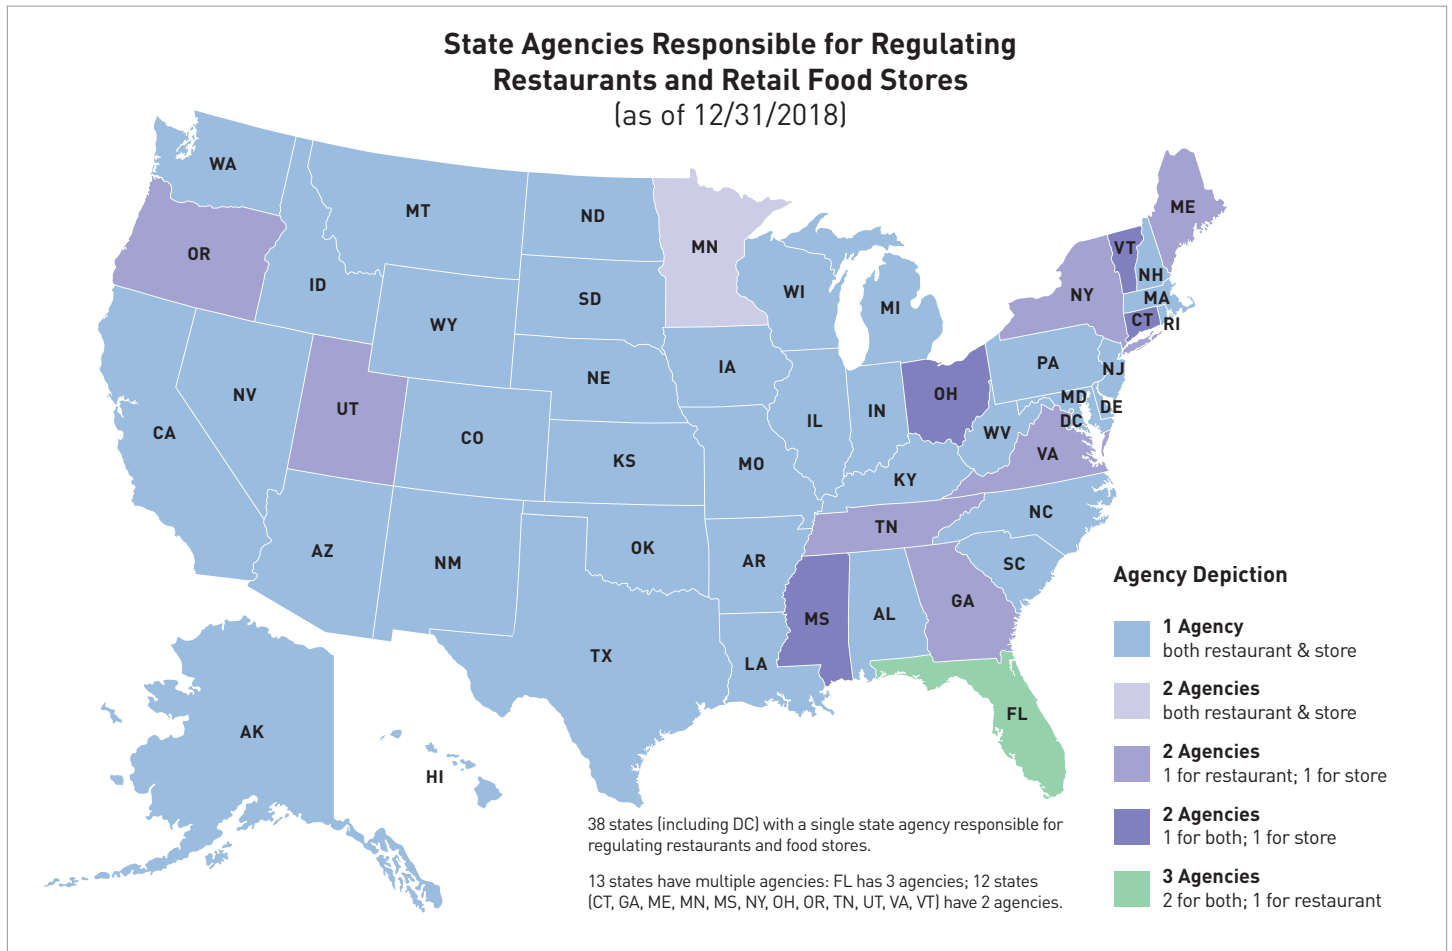 State Agencies Responsible for Regulating
Restaurants and Retail Food Stores
(as of 12/31/2018)
WA
MT
ND
MN
ME
OR
ID
SD
WI
MI
VT
NH
NY
MA
CT
RI
WY
IA
NE
PA
NJ
NV
UT
CO
IL
IN
OH
MD
DE
DC
CA
KS
MO
WV
VA
KY
AZ
NM
OK
AR
TN
NC
SC
MS
AL
GA
TX
LA
FL
AK
HI
Agency Depiction
1 Agency
both restaurant & store
2 Agencies
both restaurant & store
2 Agencies
1 for restaurant; 1 for store
2 Agencies
1 for both; 1 for store
3 Agencies
2 for both; 1 for restaurant
38 states (including DC) with a single state agency responsible for
regulating restaurants and food stores.
13 states have multiple agencies: FL has 3 agencies; 12 states
(CT, GA, ME, MN, MS, NY, OH, OR, TN, UT, VA, VT) have 2 agencies.